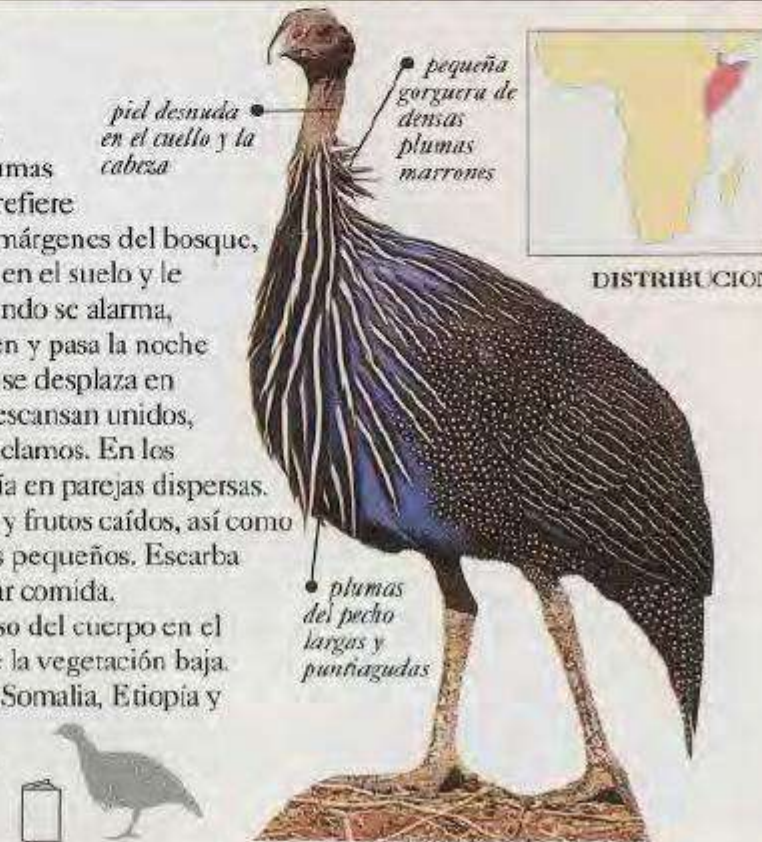 piel desnuda
en el cuello y la
cabeza
pequeña
gorguera de
densas
plumas
marrones
DISTRIBUCION
umas
refiere
márgenes del bosque,
en el suelo y le
ndo se alarma,
en y pasa la noche
se desplaza en
escansan unidos,
clamos. En los
ía en parejas dispersas.
y frutos caídos, así como
s pequeños. Escarba
ar comida.
so del cuerpo en el
e la vegetación baja.
Somalia, Etiopía y
plumas
del pecho
largas y
puntiagudas